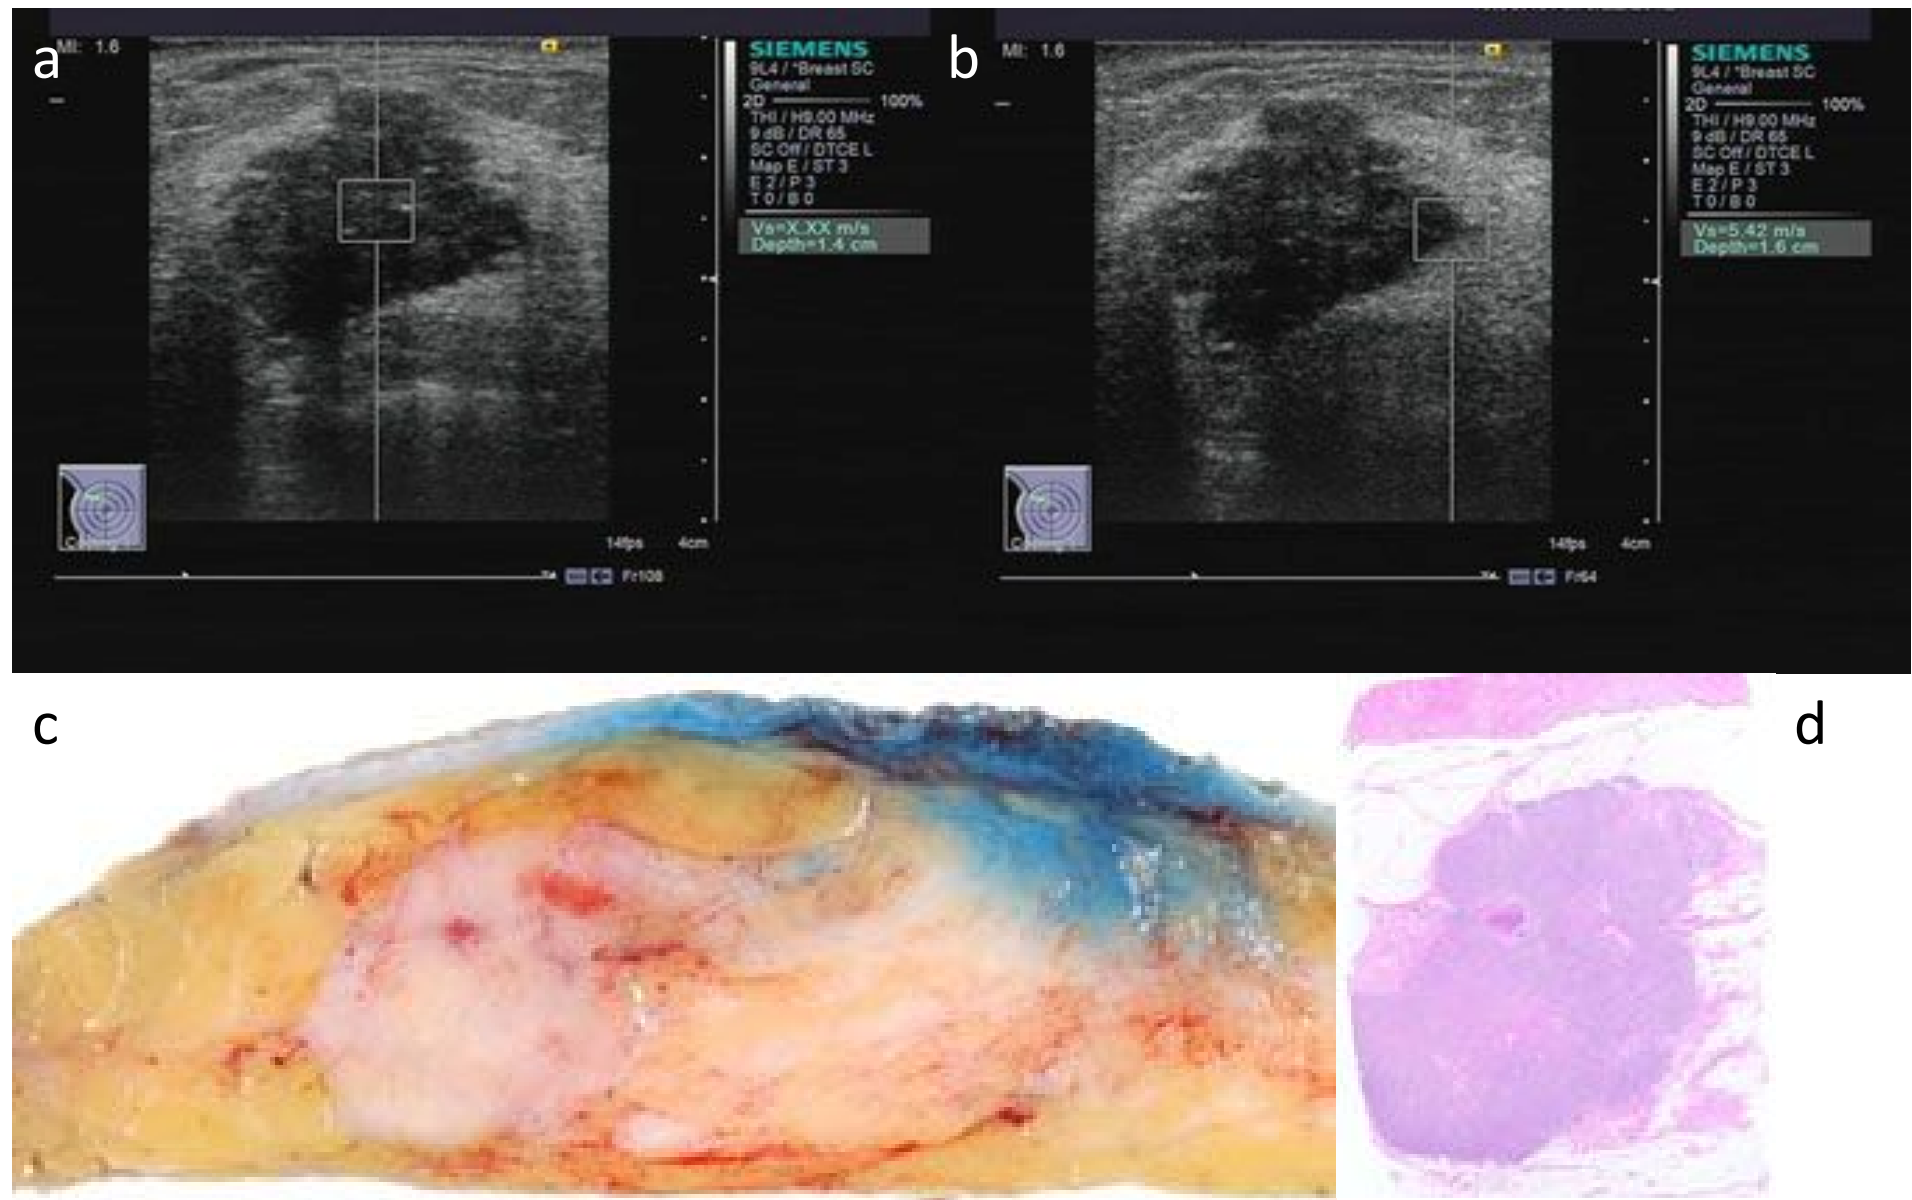 a
MI: 1.6
SIEMENS
9L4 / *Breast SC
General
2D 100%
THI / H9.00 MHz
9 dB / DR 65
SC Off / DTCE L
Map E / ST 3
E 2 / P 3
T 0 / B 0
Vs=X.XX m/s
Depth=1.4 cm
14fps 4cm
Fr108
b
MI: 1.6
SIEMENS
9L4 / *Breast SC
General
2D 100%
THI / H9.00 MHz
9 dB / DR 65
SC Off / DTCE L
Map E / ST 3
E 2 / P 3
T 0 / B 0
Vs=5.42 m/s
Depth=1.6 cm
14fps 4cm
Fr64
c
d